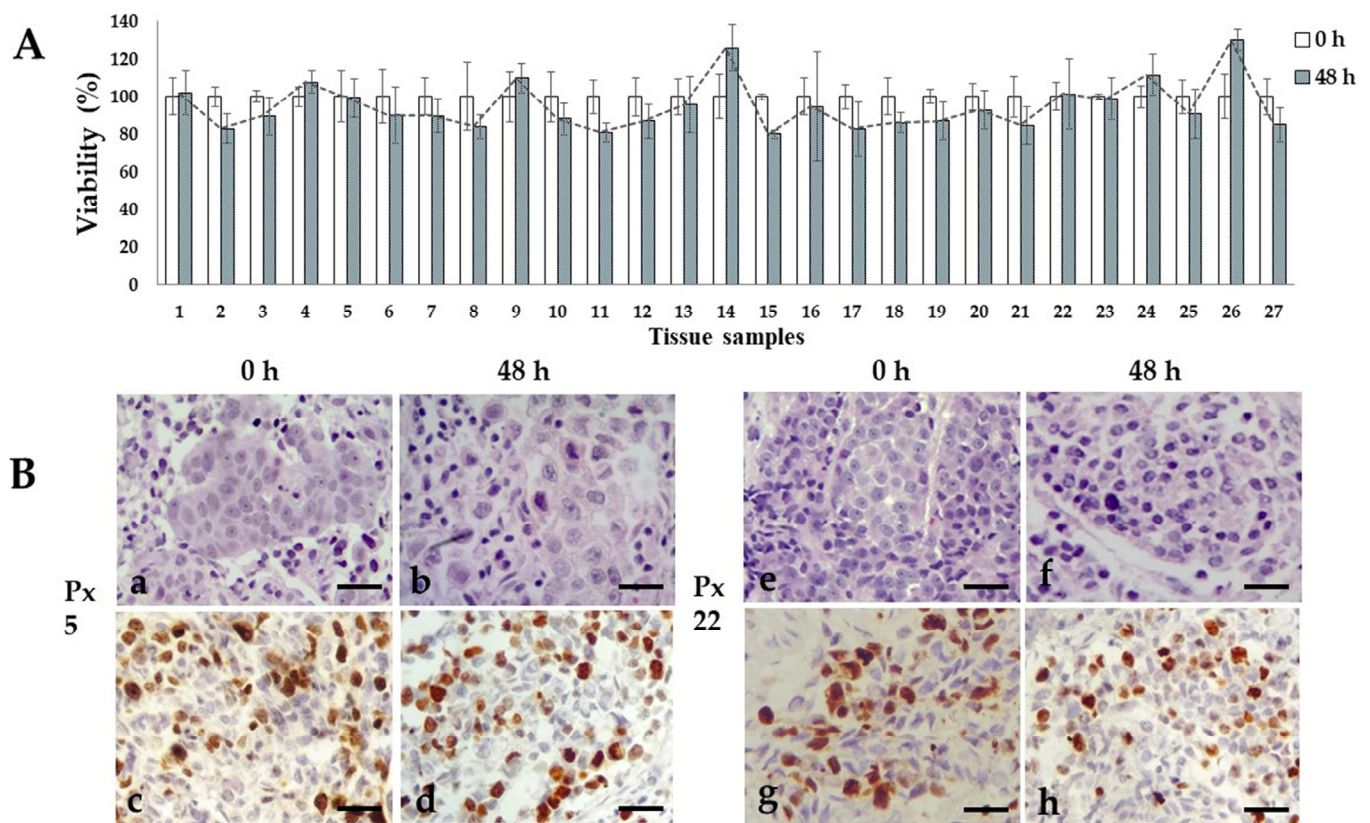 A
Viability (%)
140
120
100
80
60
40
20
0
0 h
48 h
1 2 3 4 5 6 7 8 9 10 11 12 13 14 15 16 17 18 19 20 21 22 23 24 25 26 27
Tissue samples
B
0 h 48 h 0 h 48 h
Px
5
a b
c d
Px
22
e f
g h